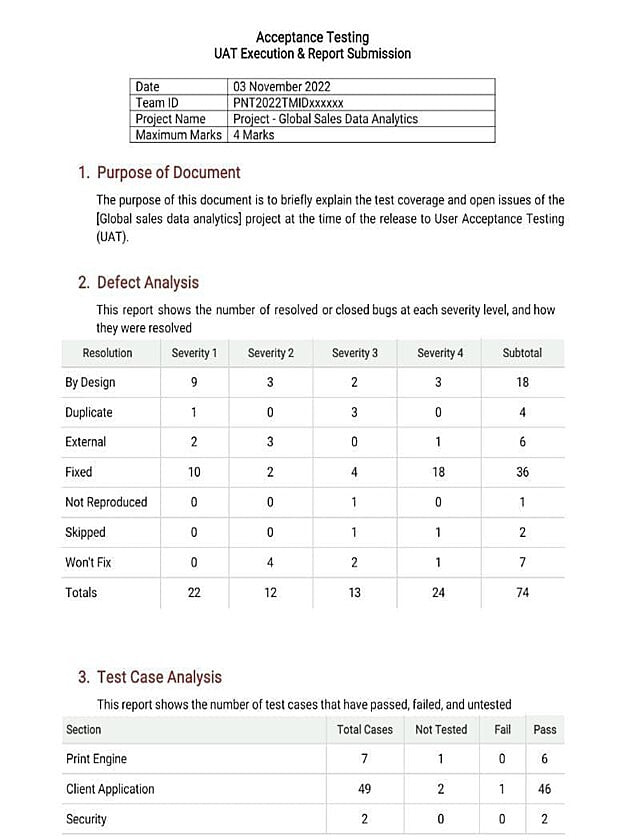 Acceptance Testing
UAT Execution & Report Submission
Date 03 November 2022
Team ID PNT2022TMIDxxxxxx
Project Name Project - Global Sales Data Analytics
Maximum Marks 4 Marks
1. Purpose of Document
The purpose of this document is to briefly explain the test coverage and open issues of the
[Global sales data analytics] project at the time of the release to User Acceptance Testing
(UAT).
2. Defect Analysis
This report shows the number of resolved or closed bugs at each severity level, and how
they were resolved
Resolution Severity 1 Severity 2 Severity 3 Severity 4 Subtotal
By Design 9 3 2 3 18
Duplicate 1 0 3 0 4
External 2 3 0 1 6
Fixed 10 2 4 18 36
Not Reproduced 0 0 1 0 1
Skipped 0 0 1 1 2
Won't Fix 0 4 2 1 7
Totals 22 12 13 24 74
3. Test Case Analysis
This report shows the number of test cases that have passed, failed, and untested
Section Total Cases Not Tested Fail Pass
Print Engine 7 1 0 6
Client Application 49 2 1 46
Security 2 0 0 2